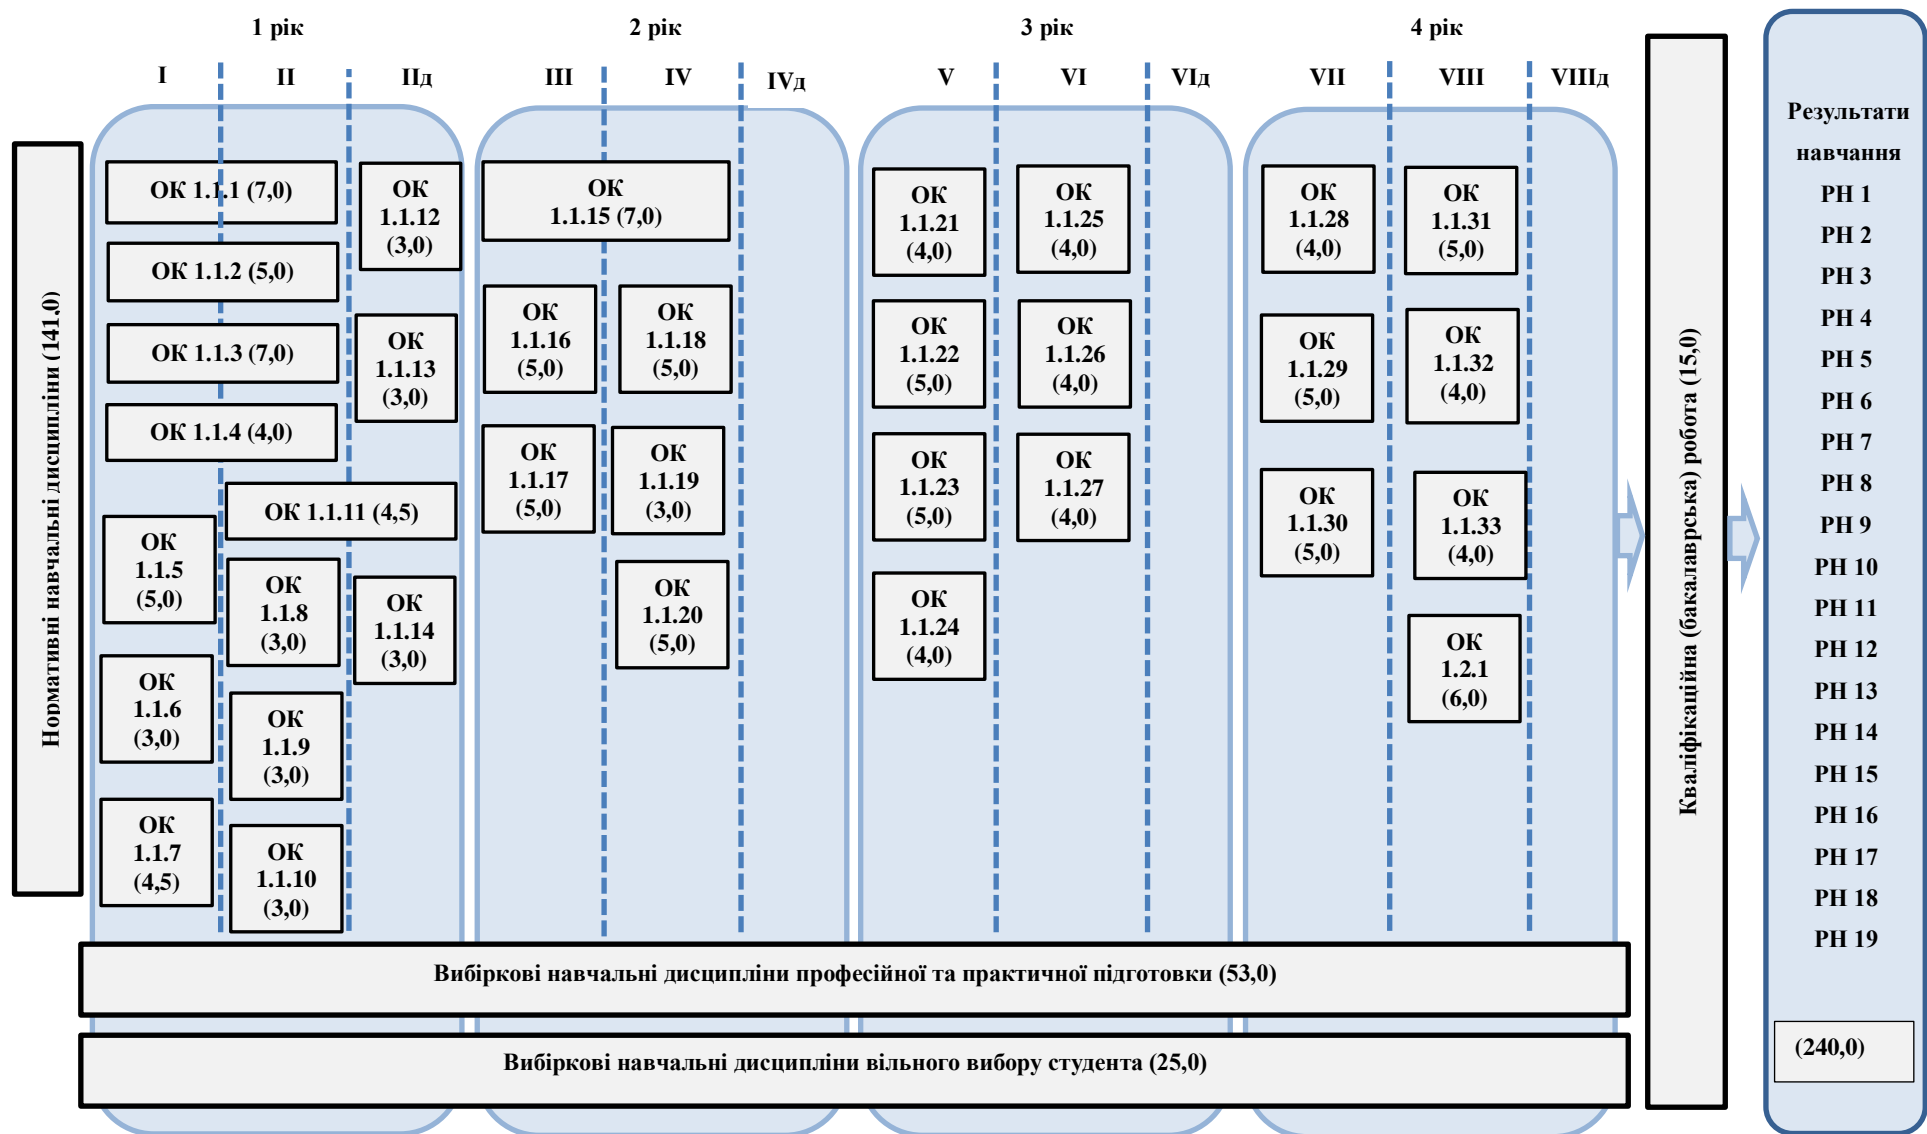 1 рік
2 рік
3 рік
4 рік
I
II
IIд
III
IV
IVд
V
VI
VIд
VII
VIII
VIIIд
Нормативні навчальні дисципліни (141,0)
ОК 1.1.1 (7,0)
ОК 1.1.2 (5,0)
ОК 1.1.3 (7,0)
ОК 1.1.4 (4,0)
ОК 1.1.11 (4,5)
ОК
1.1.5
(5,0)
ОК
1.1.6
(3,0)
ОК
1.1.7
(4,5)
ОК
1.1.8
(3,0)
ОК
1.1.9
(3,0)
ОК
1.1.10
(3,0)
ОК
1.1.12
(3,0)
ОК
1.1.13
(3,0)
ОК
1.1.14
(3,0)
ОК
1.1.15 (7,0)
ОК
1.1.16
(5,0)
ОК
1.1.17
(5,0)
ОК
1.1.18
(5,0)
ОК
1.1.19
(3,0)
ОК
1.1.20
(5,0)
ОК
1.1.21
(4,0)
ОК
1.1.22
(5,0)
ОК
1.1.23
(5,0)
ОК
1.1.24
(4,0)
ОК
1.1.25
(4,0)
ОК
1.1.26
(4,0)
ОК
1.1.27
(4,0)
ОК
1.1.28
(4,0)
ОК
1.1.29
(5,0)
ОК
1.1.30
(5,0)
ОК
1.1.31
(5,0)
ОК
1.1.32
(4,0)
ОК
1.1.33
(4,0)
ОК
1.2.1
(6,0)
Вибіркові навчальні дисципліни професійної та практичної підготовки (53,0)
Вибіркові навчальні дисципліни вільного вибору студента (25,0)
Кваліфікаційна (бакалаврська) робота (15,0)
Результати
навчання
РН 1
РН 2
РН 3
РН 4
РН 5
РН 6
РН 7
РН 8
РН 9
РН 10
РН 11
РН 12
РН 13
РН 14
РН 15
РН 16
РН 17
РН 18
РН 19
(240,0)